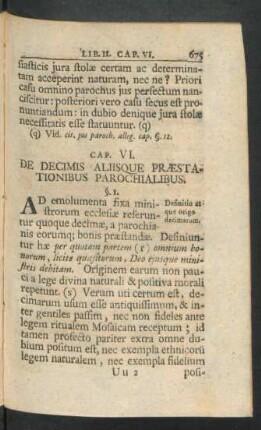 LIB. II. CAP. VI. 675
siasticis jura stolæ certam ac determina-
tam acceperint naturam, nec ne? Priori
casu omnino parochus jus perfectum nan-
ciscitur: posteriori vero casu secus est pro-
nuntiandum: in dubio denique jura stolæ
necessitatis esse statuuntur. (q)
(q) Vid. cit. jus paroch. alleg. cap. §. 12.
CAP. VI.
DE DECIMIS ALIISQUE PRÆSTA-
TIONIBUS PAROCHIALIBUS.
§. 1.
AD emolumenta fixa mini-
strorum ecclesiæ referun-
tur quoque decimæ, a parochia-
nis eorumq; bonis præstandæ. Definiun-
Definitio at-
que origo
decimarum.
tur hæ per quotam partem (r) omnium bo-
norum, licite quæsitorum, Deo ejusque mini-
stris debitam. Originem earum non pau-
ci a lege divina naturali & positiva morali
repetunt. (s) Verum uti certum est, de-
cimarum usum esse antiquissimum, & in-
ter gentiles passim, nec non fideles ante
legem ritualem Mosaicam receptum; id
tamen profecto pariter extra omne du-
bium positum est, nec exempla ethnicorū
legem naturalem, nec exempla fidelium
Uu 2 posi-